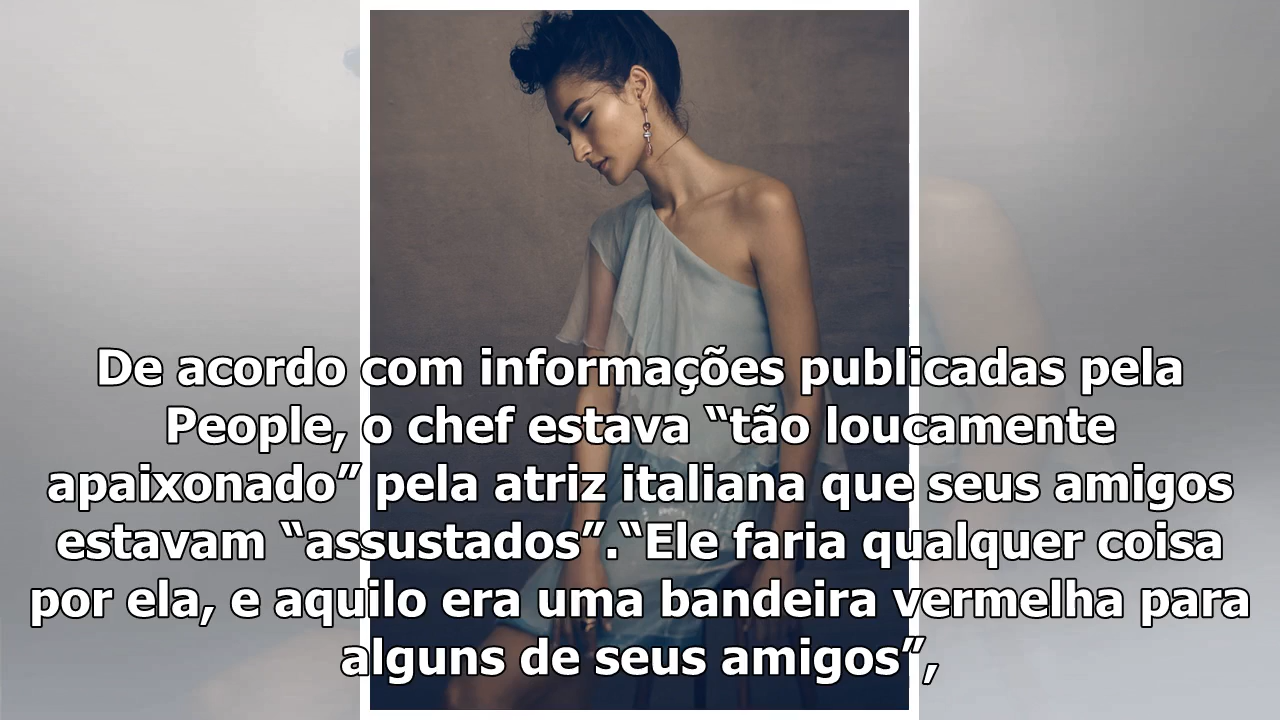 De acordo com informações publicadas pela
People, o chef estava “tão loucamente
apaixonado” pela atriz italiana que seus amigos
estavam “assustados”.“Ele faria qualquer coisa
por ela, e aquilo era uma bandeira vermelha para
alguns de seus amigos”,